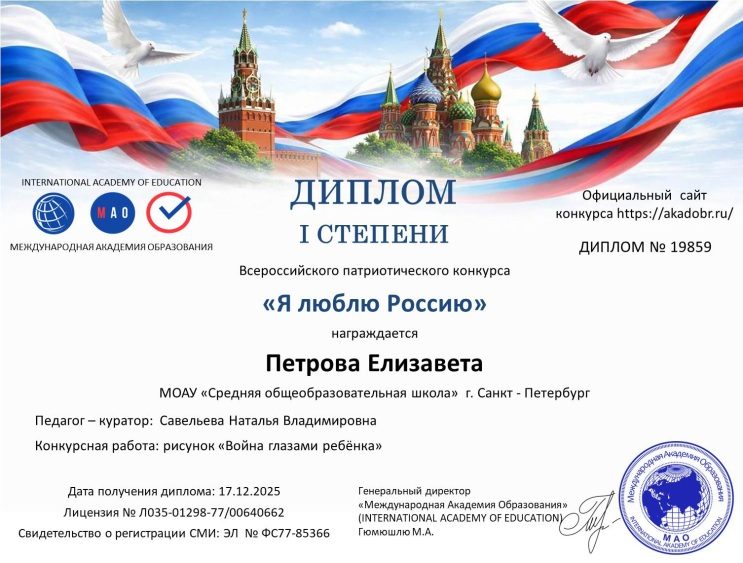 INTERNATIONAL ACADEMY OF EDUCATION
МАО
МЕЖДУНАРОДНАЯ АКАДЕМИЯ ОБРАЗОВАНИЯ
ДИПЛОМ
I СТЕПЕНИ
Официальный сайт
конкурса https://akadobr.ru/
ДИПЛОМ № 19859
Всероссийского патриотического конкурса
«Я люблю Россию»
награждается
Петрова Елизавета
МОАУ «Средняя общеобразовательная школа» г. Санкт - Петербург
Педагог – куратор: Савельева Наталья Владимировна
Конкурсная работа: рисунок «Война глазами ребёнка»
Дата получения диплома: 17.12.2025
Лицензия № Л035-01298-77/00640662
Свидетельство о регистрации СМИ: ЭЛ № ФС77-85366
Генеральный директор
«Международная Академия Образования»
(INTERNATIONAL ACADEMY OF EDUCATION)
Гюмюшлю М.А.
Международная Академия Образования
МАО
INTERNATIONAL ACADEMY OF EDUCATION